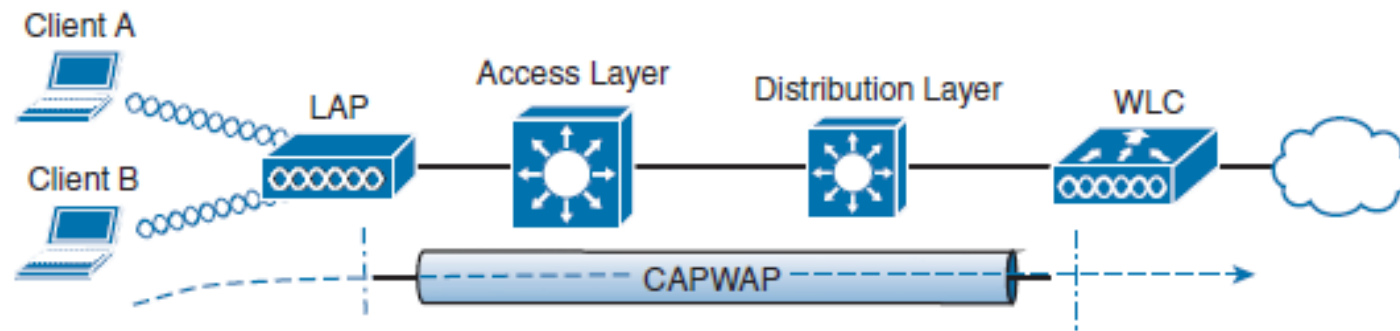 Client A
Access Layer
Distribution Layer
WLC
LAP
Client B
CAPWAP